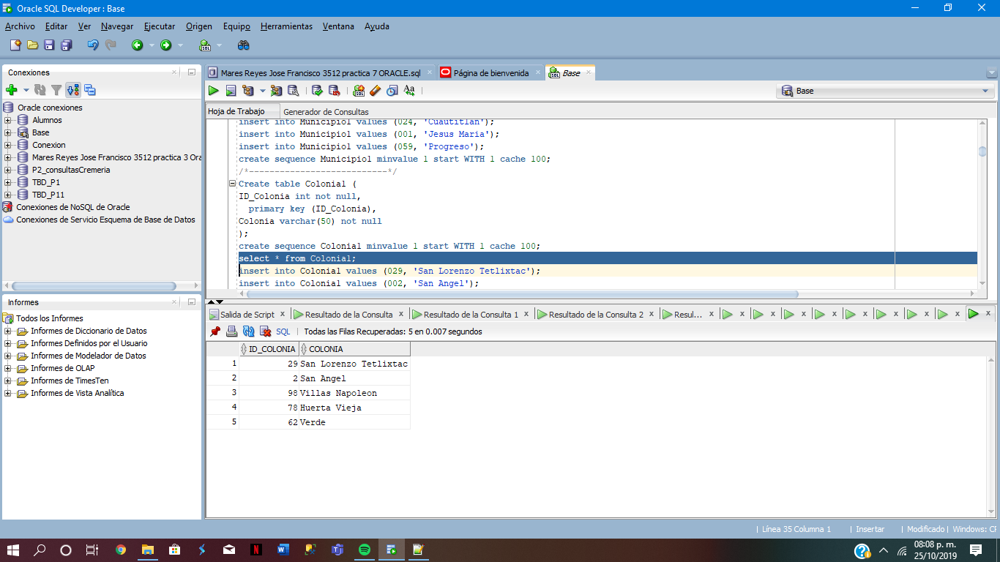 Oracle SQL Developer : Base
Archivo Editar Ver Navegar Ejecutar Origen Equipo Herramientas Ventana Ayuda
Conexiones
Oracle conexiones
Alumnos
Base
Conexion
Mares Reyes Jose Francisco 3512 practica 3 Ora
P2_consultasCremeria
TBD_P1
TBD_P11
Conexiones de NoSQL de Oracle
Conexiones de Servicio Esquema de Base de Datos
Informes
Todos los Informes
Informes de Diccionario de Datos
Informes Definidos por el Usuario
Informes de Modelador de Datos
Informes de OLAP
Informes de TimesTen
Informes de Vista Analítica
Mares Reyes Jose Francisco 3512 practica 7 ORACLE.sql
Página de bienvenida
Base
Base
Hoja de Trabajo Generador de Consultas
insert into Municipiol values (024, 'Cuautitlan');
insert into Municipiol values (001, 'Jesus Maria');
insert into Municipiol values (059, 'Progreso');
create sequence Municipiol minvalue 1 start WITH 1 cache 100;
/*---------------------------*/
Create table Colonial (
ID_Colonia int not null,
primary key (ID_Colonia),
Colonia varchar(50) not null
);
create sequence Colonial minvalue 1 start WITH 1 cache 100;
select * from Colonial;
insert into Colonial values (029, 'San Lorenzo Tetlixtac');
insert into Colonial values (002, 'San Angel');
Salida de Script x Resultado de la Consulta x Resultado de la Consulta 1 x Resultado de la Consulta 2 x Resul... x x x x x x x x x x
SQL | Todas las Filas Recuperadas: 5 en 0.007 segundos
ID_COLONIA COLONIA
1 29 San Lorenzo Tetlixtac
2 2 San Angel
3 98 Villas Napoleon
4 78 Huerta Vieja
5 62 Verde
| Línea 35 Columna 1 | Insertar | Modificado | Windows: CF
08:08 p. m.
25/10/2019